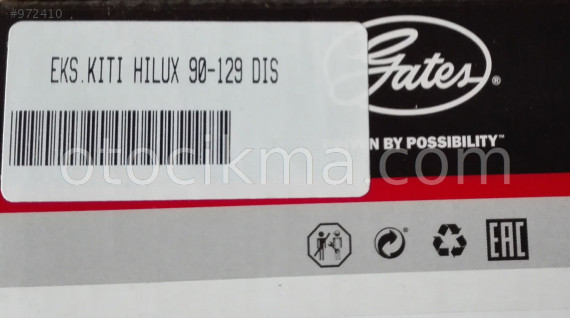 #972410
EKS.KITI HILUX 90-129 DIS
Gates®
BY POSSIBILITY™
otocikma.com
EAC